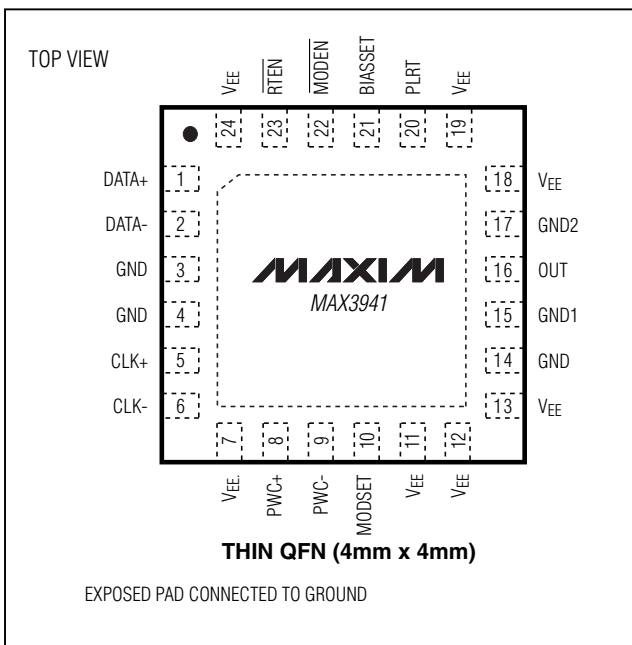 TOP VIEW
VEE
RTEN
MODEN
BIASSET
PLRT
VEE
24
23
22
21
20
19
DATA+ 1
DATA- 2
GND 3
GND 4
CLK+ 5
CLK- 6
MAXIM
MAX3941
18 VEE
17 GND2
16 OUT
15 GND1
14 GND
13 VEE
7
8
9
10
11
12
VEE.
PWC+
PWC-
MODSET
VEE
VEE
THIN QFN (4mm x 4mm)
EXPOSED PAD CONNECTED TO GROUND